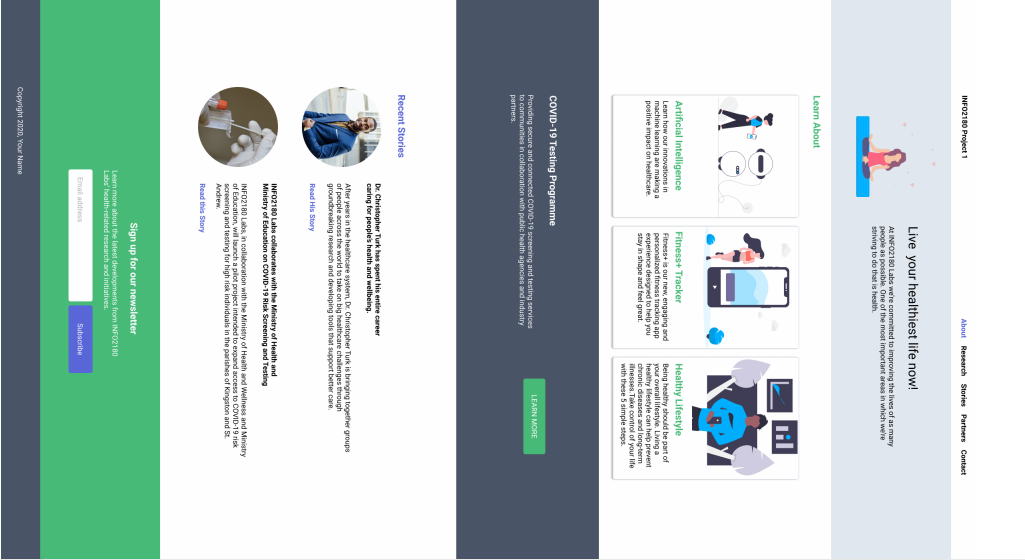 INFO2180 Project 1
About Research Stories Partners Contact
Live your healthiest life now!
At INFO2180 Labs we're committed to improving the lives of as many
people as possible. One of the most important areas in which we're
striving to do that is health.
Learn About
Artificial Intelligence
Learn how our innovations in
machine learning are making a
positive impact on healthcare.
Fitness+ Tracker
Fitness+ is our new, engaging and
personalized fitness tracking app
experience designed to help you
stay in shape and feel great.
Healthy Lifestyle
Being healthy should be part of
your overall lifestyle. Living a
healthy lifestyle can help prevent
chronic diseases and long-term
illnesses. Take control of your life
with these 5 simple steps.
COVID-19 Testing Programme
Providing secure and connected COVID-19 screening and testing services
to communities in collaboration with public health agencies and industry
partners.
LEARN MORE
Recent Stories
Dr. Christopher Turk has spent his entire career
caring for people's health and wellbeing.
After years in the healthcare system, Dr. Christopher Turk is bringing together groups
of people across the world to take on big healthcare challenges through
groundbreaking research and developing tools that support better care.
Read His Story
INFO2180 Labs collaborates with the Ministry of Health and
Ministry of Education on COVID-19 Risk Screening and Testing
INFO2180 Labs, in collaboration with the Ministry of Health and Wellness and Ministry
of Education, will launch a pilot project intended to expand access to COVID-19 risk
screening and testing for high risk individuals in the parishes of Kingston and St.
Andrew.
Read this Story
Sign up for our newsletter
Learn more about the latest developments from INFO2180
Labs' health-related research and initiatives.
Email address
Subscribe
Copyright 2020, Your Name